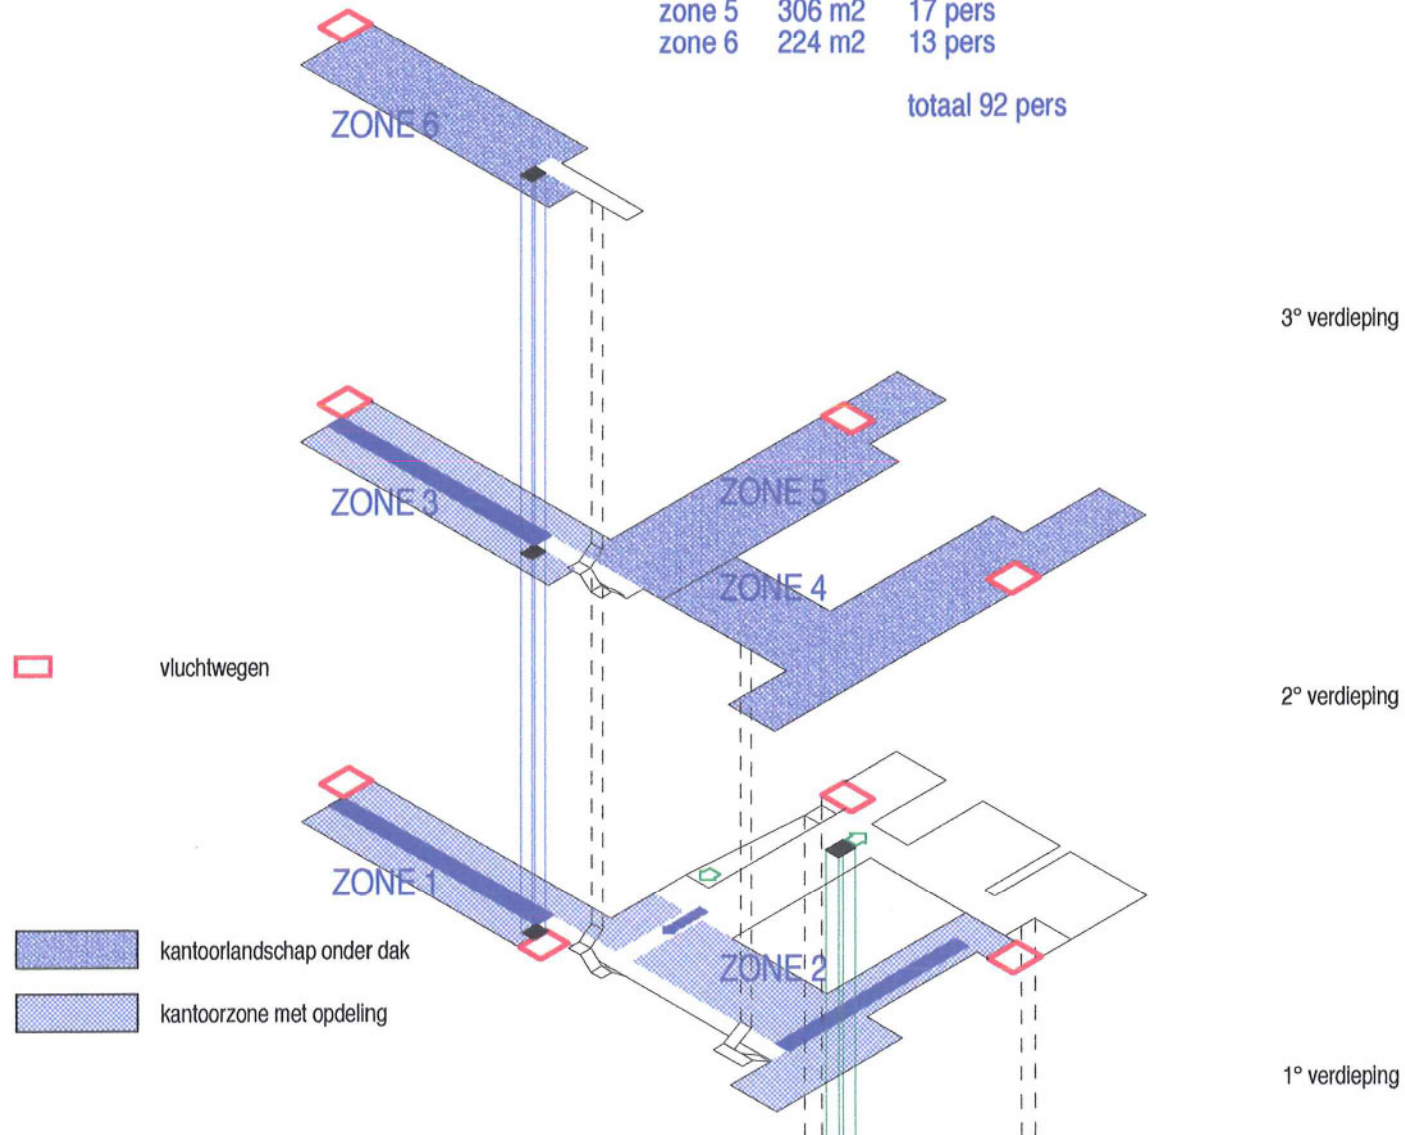 zone 5 306 m2 17 pers
zone 6 224 m2 13 pers
totaal 92 pers
ZONE 6
3° verdieping
ZONE 5
ZONE 3
ZONE 4
vluchtwegen
2° verdieping
ZONE 1
kantoorlandschap onder dak
ZONE 2
kantoorzone met opdeling
1° verdieping